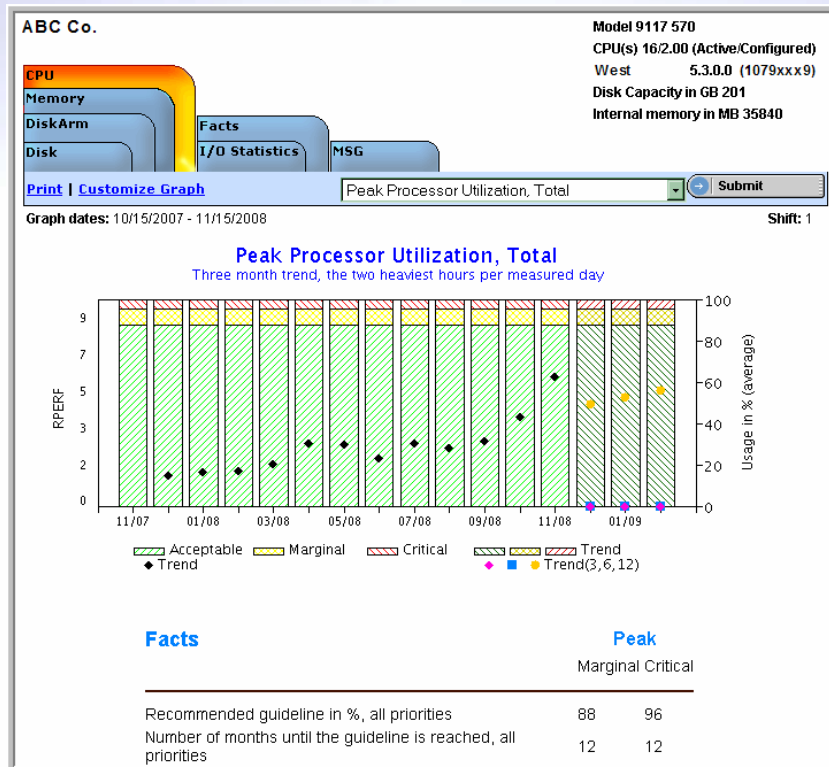 ABC Co.
Model 9117 570
CPU(s) 16/2.00 (Active/Configured)
West 5.3.0.0 (1079xxx9)
Disk Capacity in GB 201
Internal memory in MB 35840
CPU
Memory
DiskArm
Disk
Facts
I/O Statistics
MSG
Print | Customize Graph
Peak Processor Utilization, Total
Submit
Graph dates: 10/15/2007 - 11/15/2008
Shift: 1
Peak Processor Utilization, Total
Three month trend, the two heaviest hours per measured day
RPERF
9
7
5
3
2
0
100
80
60
40
20
0
Usage in % (average)
11/07 01/08 03/08 05/08 07/08 09/08 11/08 01/09
Acceptable Marginal Critical Trend
Trend Trend(3,6,12)
Facts Peak
Marginal Critical
Recommended guideline in %, all priorities 88 96
Number of months until the guideline is reached, all
priorities 12 12